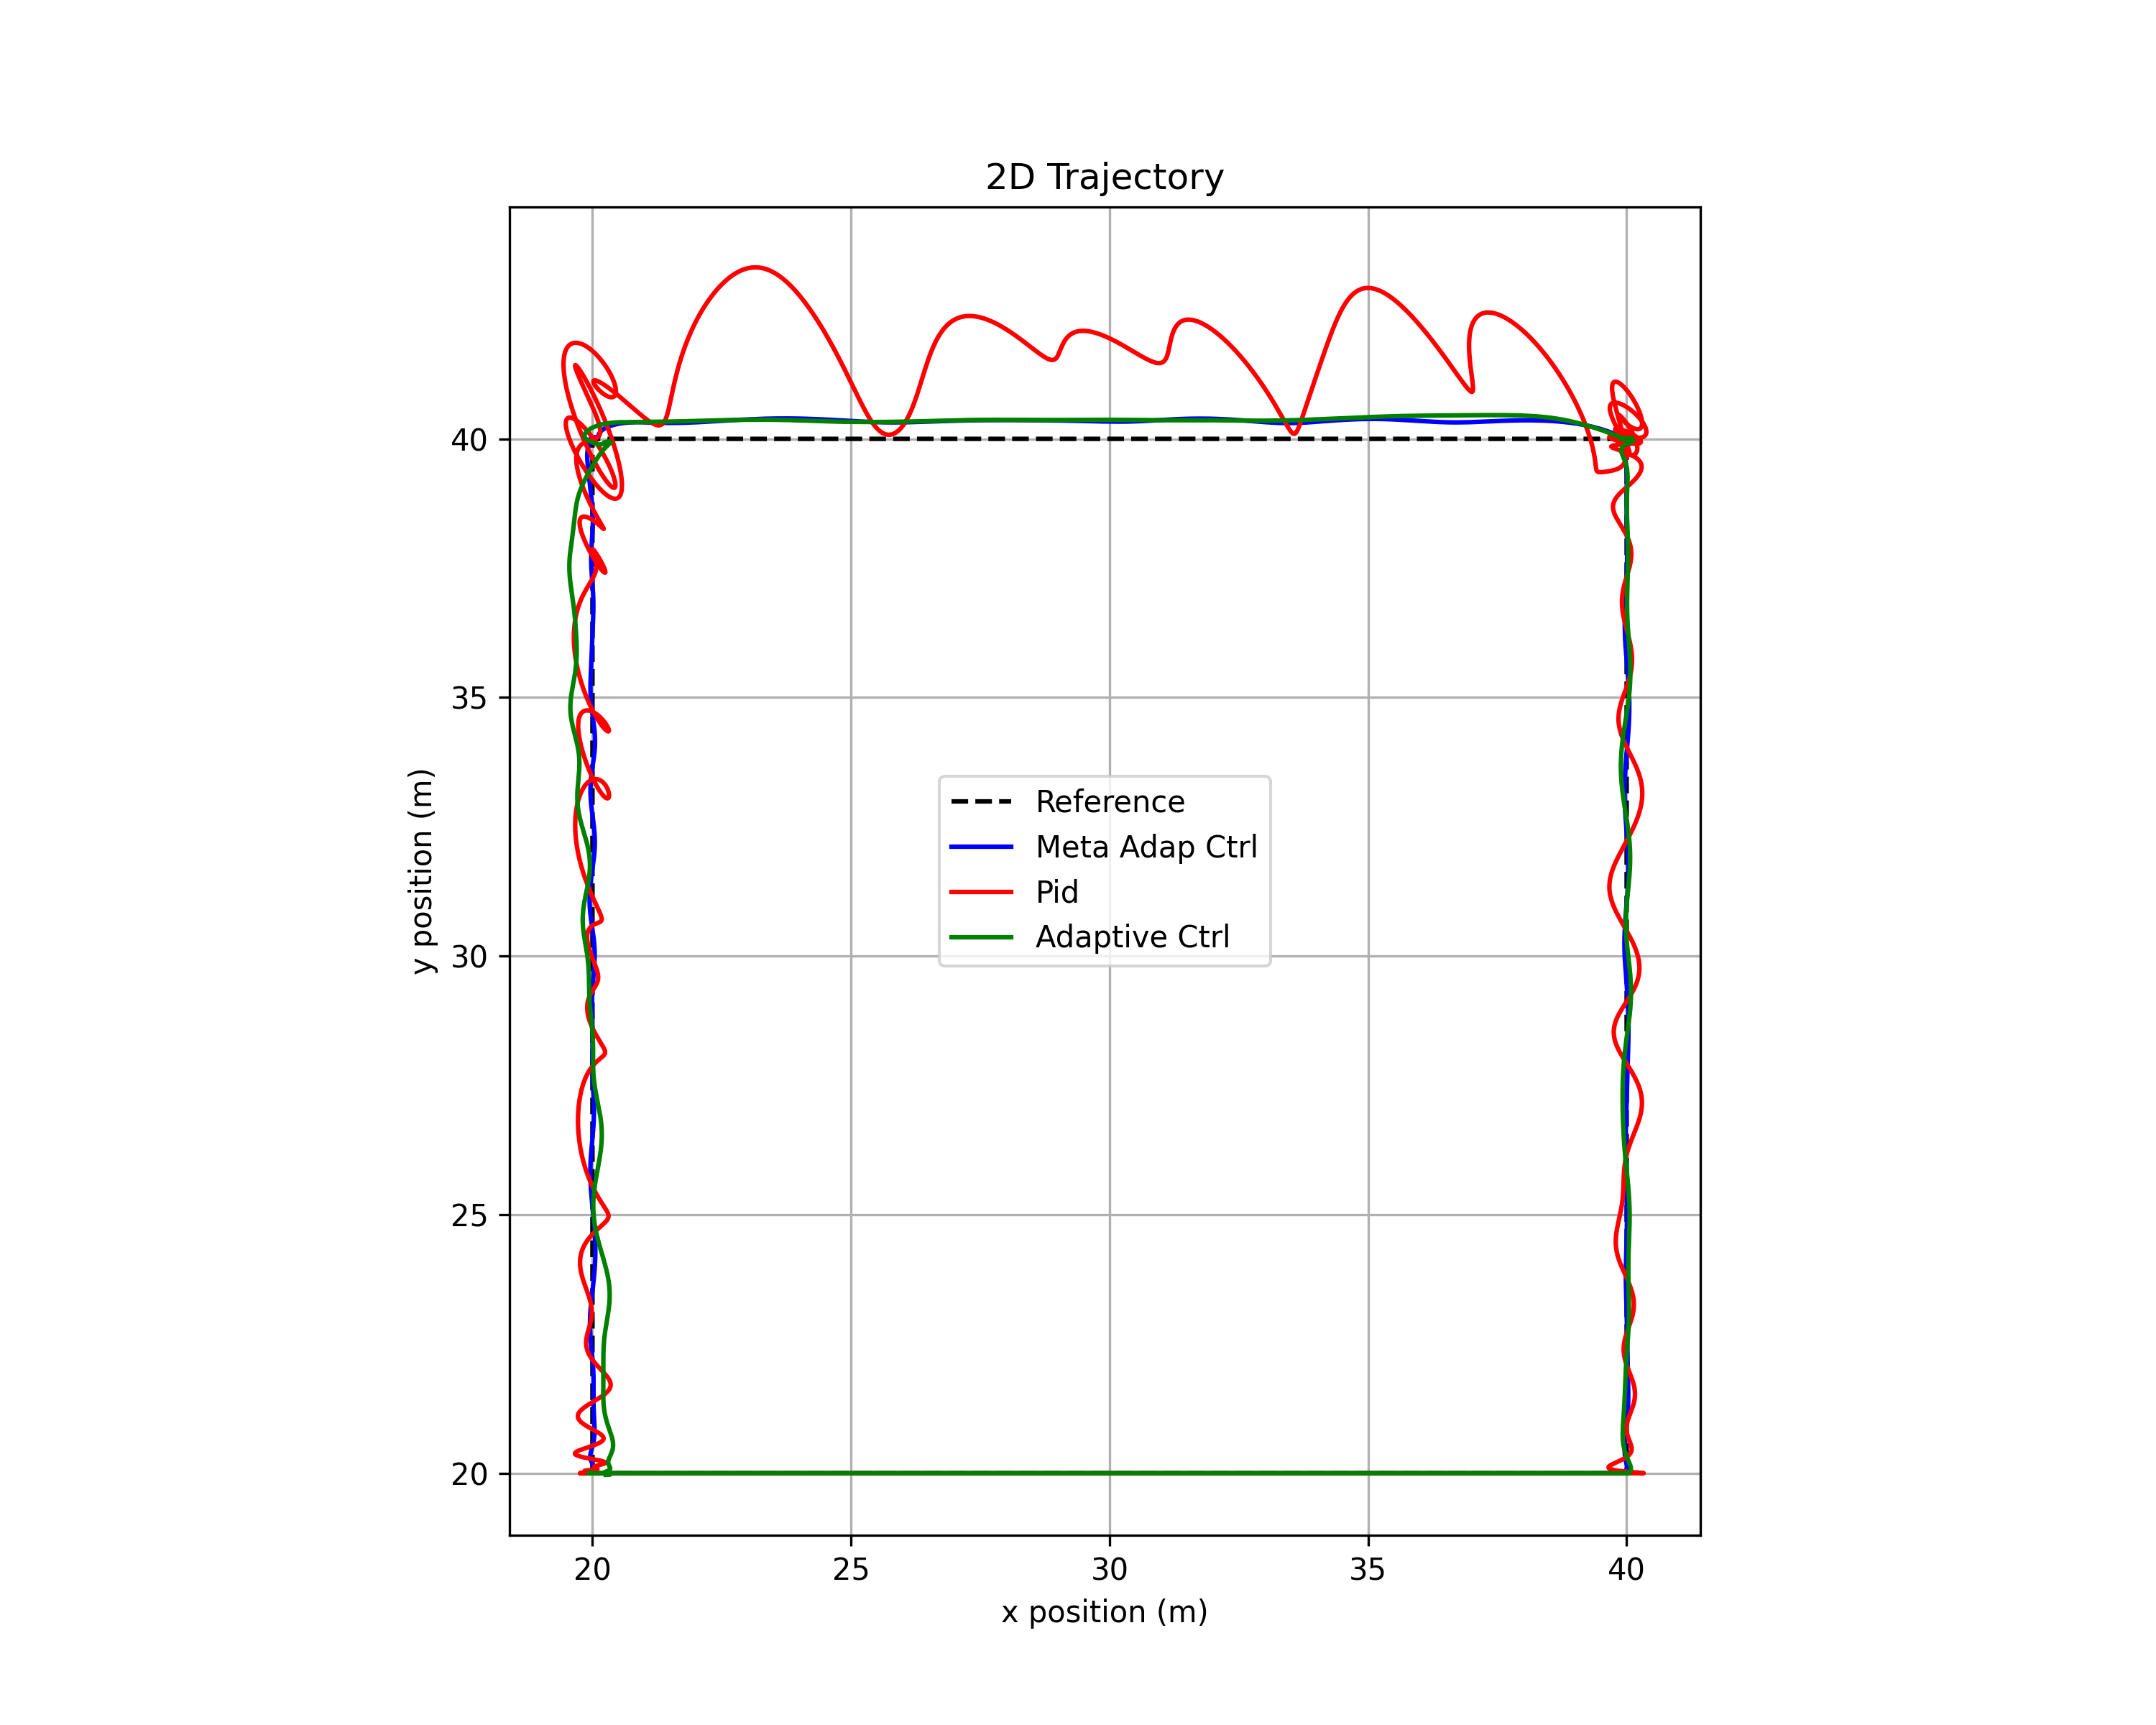 2D Trajectory
y position (m)
40
35
30
25
20
Reference
Meta Adap Ctrl
Pid
Adaptive Ctrl
20 25 30 35 40
x position (m)